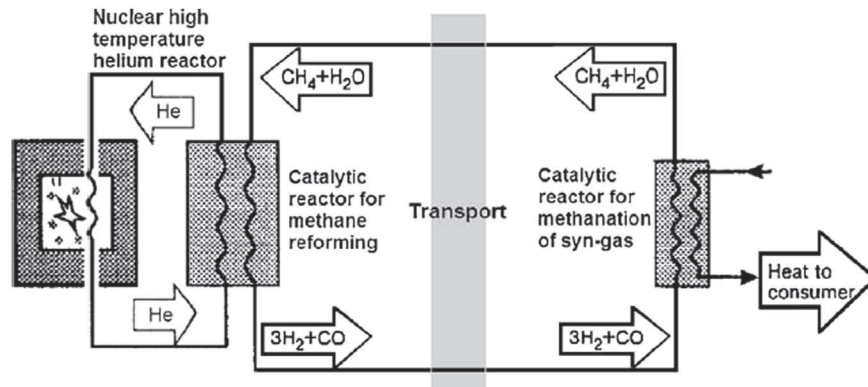 Nuclear high
temperature
helium reactor
He
CH₄+H₂O
CH₄+H₂O
Catalytic
reactor for
methane
reforming
Transport
Catalytic
reactor for
methanation
of syn-gas
Heat to
consumer
He
3H₂+CO
3H₂+CO